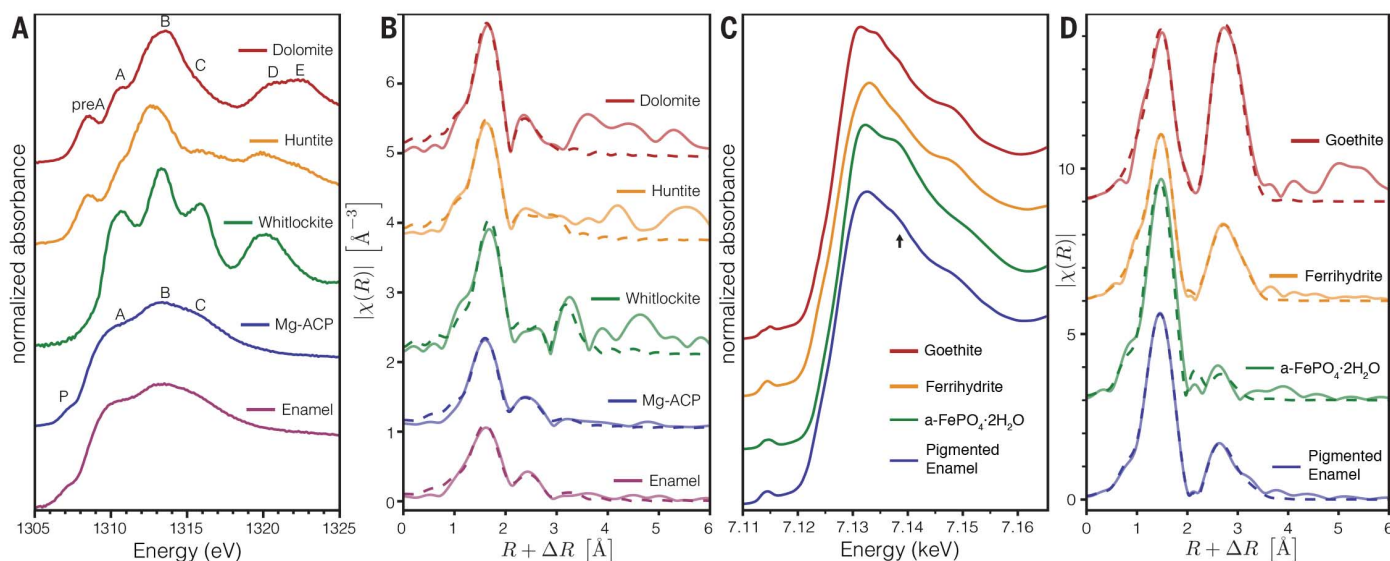 A
B
C
D
E
preA
Dolomite
Huntite
Whitlockite
A
B
C
P
Mg-ACP
Enamel
normalized absorbance
1305
1310
1315
1320
1325
Energy (eV)
B
Dolomite
Huntite
Whitlockite
Mg-ACP
Enamel
|χ(R)| [Å⁻³]
6
5
4
3
2
1
0
0
1
2
3
4
5
6
R + ΔR [Å]
C
normalized absorbance
Goethite
Ferrihydrite
a-FePO₄·2H₂O
Pigmented
Enamel
7.111
7.12
7.13
7.14
7.15
7.16
Energy (keV)
D
Goethite
Ferrihydrite
a-FePO₄·2H₂O
Pigmented
Enamel
|χ(R)|
10
5
0
0
1
2
3
4
5
6
R + ΔR [Å]